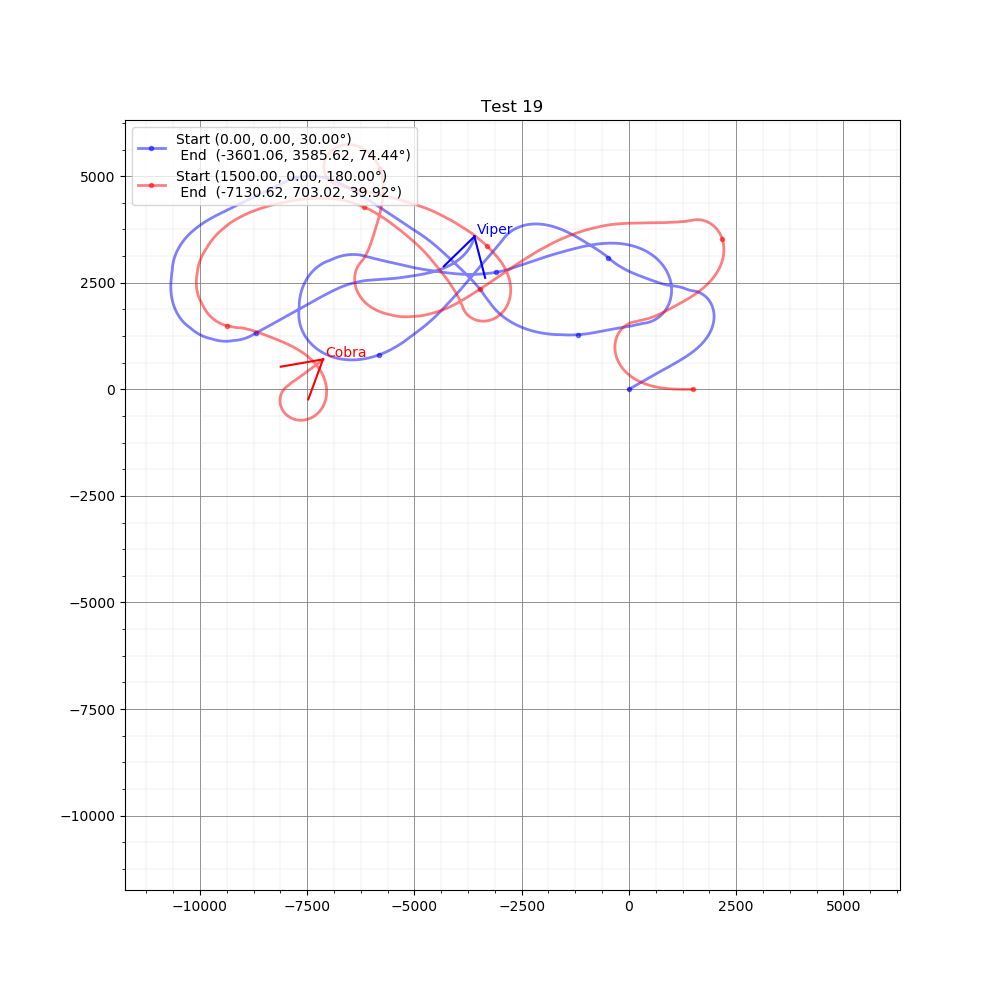 Test 19
Start (0.00, 0.00, 30.00°)
End (-3601.06, 3585.62, 74.44°)
Start (1500.00, 0.00, 180.00°)
End (-7130.62, 703.02, 39.92°)
Viper
Cobra
5000
2500
0
−2500
−5000
−7500
−10000
−10000 −7500 −5000 −2500 0 2500 5000